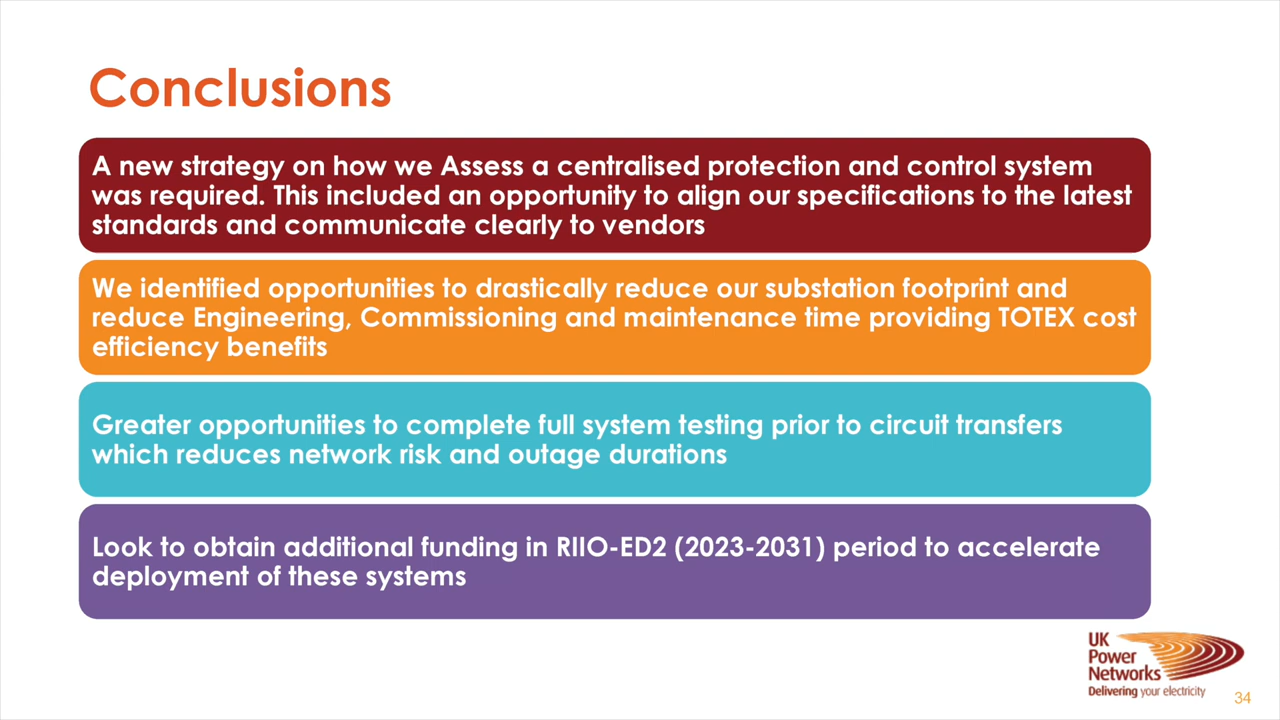 Conclusions
A new strategy on how we Assess a centralised protection and control system
was required. This included an opportunity to align our specifications to the latest
standards and communicate clearly to vendors
We identified opportunities to drastically reduce our substation footprint and
reduce Engineering, Commissioning and maintenance time providing TOTEX cost
efficiency benefits
Greater opportunities to complete full system testing prior to circuit transfers
which reduces network risk and outage durations
Look to obtain additional funding in RIIO-ED2 (2023-2031) period to accelerate
deployment of these systems
UK
Power
Networks
Delivering your electricity
34